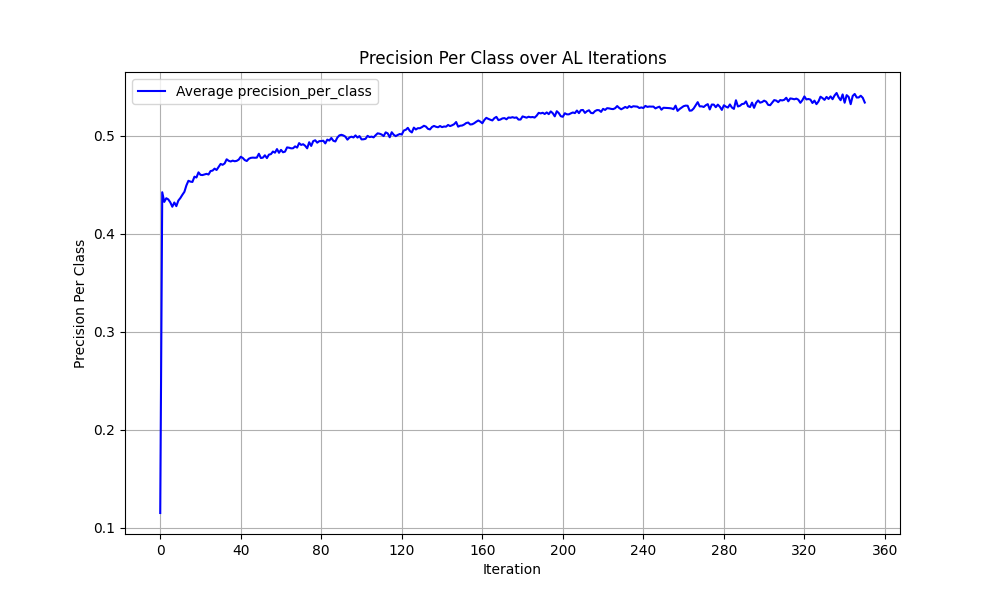 Precision Per Class over AL Iterations
Average precision_per_class
Precision Per Class
0.5
0.4
0.3
0.2
0.1
0 40 80 120 160 200 240 280 320 360
Iteration